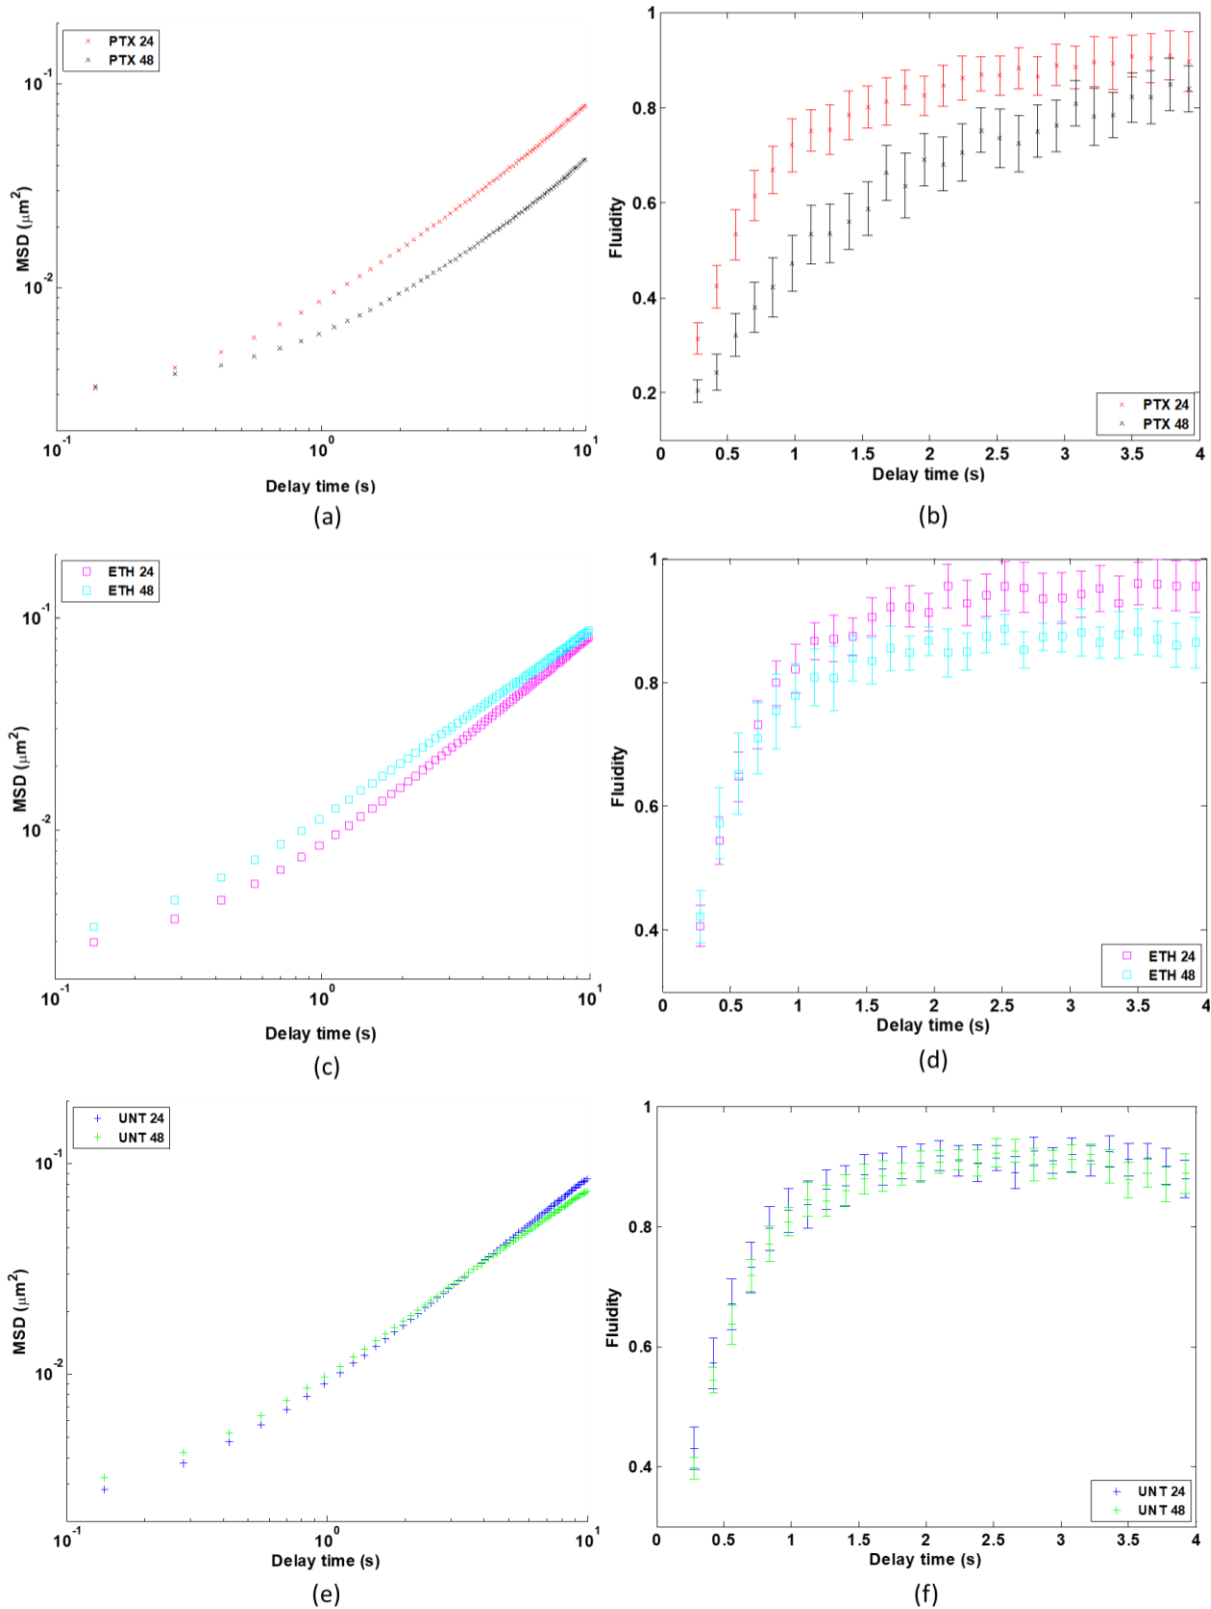 PTX 24
PTX 48
10^-1
10^-2
MSD (μm²)
10^-1
10^0
10^1
Delay time (s)
(a)
1
0.8
0.6
0.4
0.2
Fluidity
PTX 24
PTX 48
0
0.5
1
1.5
2
2.5
3
3.5
4
Delay time (s)
(b)
ETH 24
ETH 48
10^-1
10^-2
MSD (μm²)
10^-1
10^0
10^1
Delay time (s)
(c)
1
0.8
0.6
0.4
Fluidity
ETH 24
ETH 48
0
0.5
1
1.5
2
2.5
3
3.5
4
Delay time (s)
(d)
UNT 24
UNT 48
10^-1
10^-2
MSD (μm²)
10^-1
10^0
10^1
Delay time (s)
(e)
1
0.8
0.6
0.4
Fluidity
UNT 24
UNT 48
0
0.5
1
1.5
2
2.5
3
3.5
4
Delay time (s)
(f)